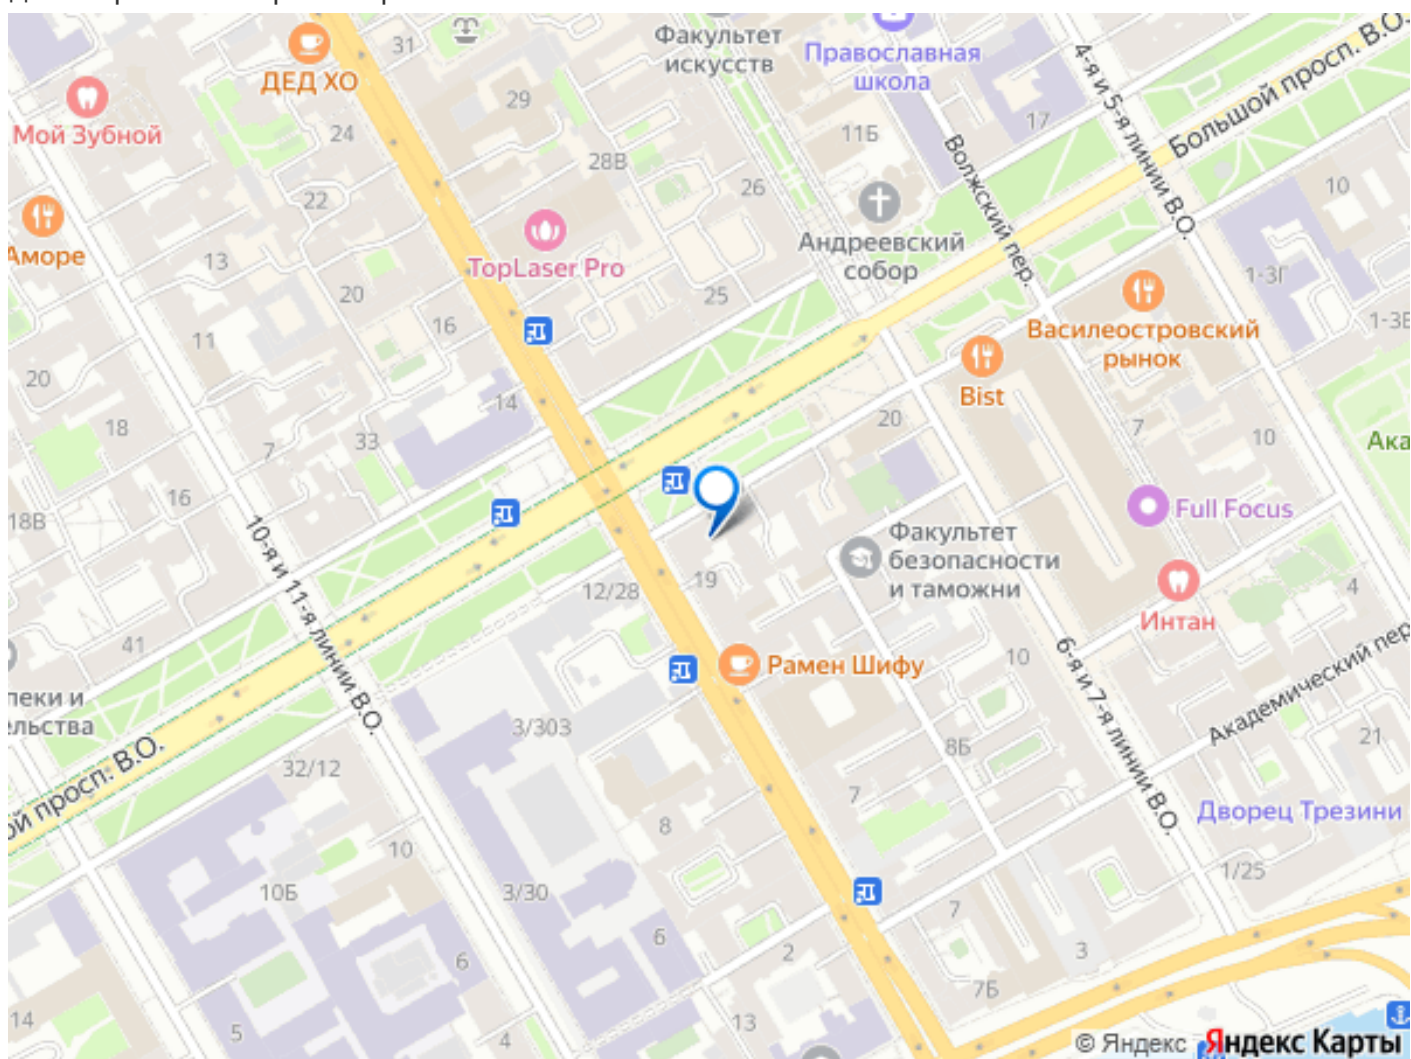 31
Факультет
искусств
Православная
школа
ДЕД ХО
Мой Зубной
29
24
11Б
17
4-я и 5-я линии В.О.
Большой просп. В.О.
Волжский пер.
28В
26
22
10
Аморе
13
TopLaser Pro
Андреевский
собор
1-3Г
20
25
16
11
Василеостровский
рынок
1-3Е
20
14
Bist
20
18
33
7
7
10
Ака
16
18В
Full Focus
10-я и 11-я линии В.О.
Факультет
безопасности
и таможни
19
12/28
4
Интан
41
Рамен Шифу
10
6-я и 7-я линии В.О.
Академический пер
пеки и
ельства
3/303
8Б
21
ой просп. В.О.
32/12
7
Дворец Трезини
8
10
10Б
3/30
1/25
7
6
2
3
6
7Б
14
5
4
13
© Яндекс Яндекс Карты